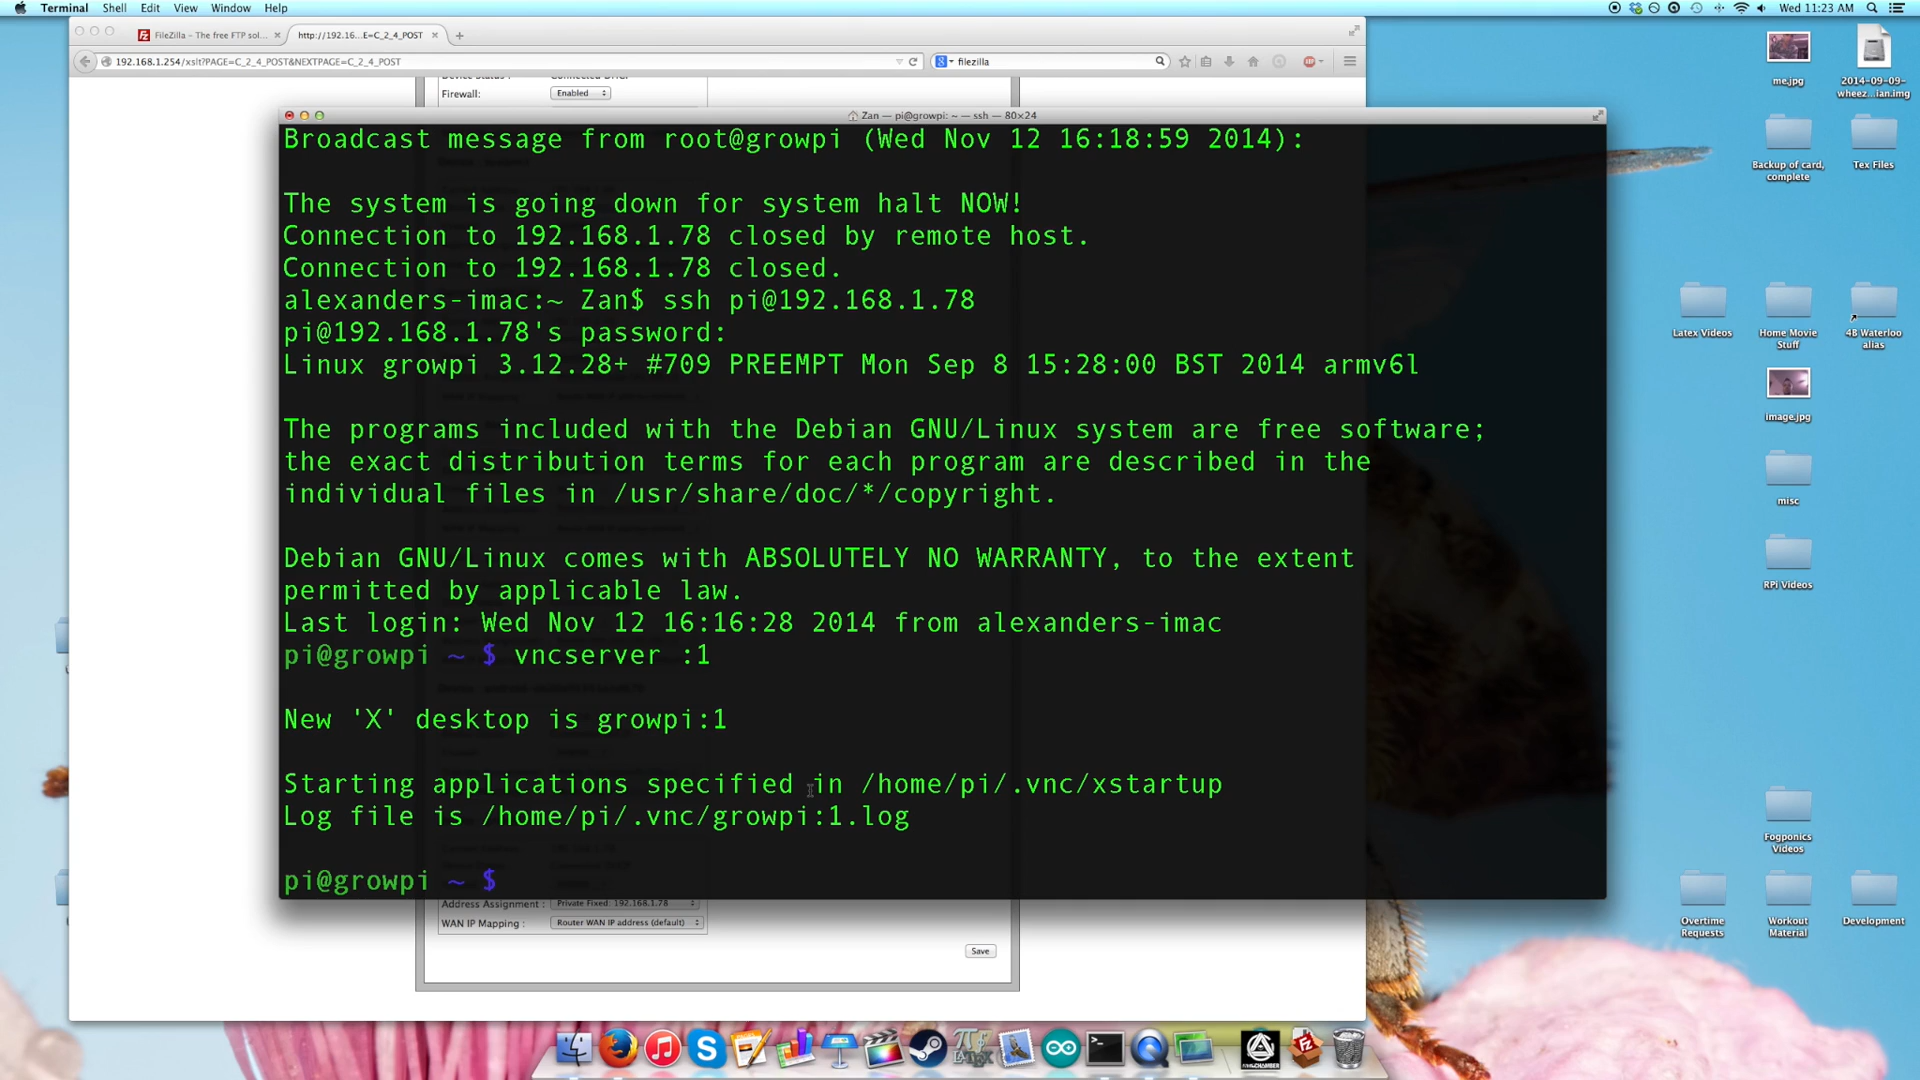 Terminal Shell Edit View Window Help
Wed 11:23 AM
FileZilla – The free FTP sol...
http://192.16...E=C_2_4_POST
192.168.1.254/xslt?PAGE=C_2_4_POST&NEXTPAGE=C_2_4_POST
filezilla
Firewall:
Enabled
Zan — pi@growpi: ~ — ssh — 80×24
Broadcast message from root@growpi (Wed Nov 12 16:18:59 2014):
The system is going down for system halt NOW!
Connection to 192.168.1.78 closed by remote host.
Connection to 192.168.1.78 closed.
alexanders-imac:~ Zan$ ssh pi@192.168.1.78
pi@192.168.1.78's password:
Linux growpi 3.12.28+ #709 PREEMPT Mon Sep 8 15:28:00 BST 2014 armv6l
The programs included with the Debian GNU/Linux system are free software;
the exact distribution terms for each program are described in the
individual files in /usr/share/doc/*/copyright.
Debian GNU/Linux comes with ABSOLUTELY NO WARRANTY, to the extent
permitted by applicable law.
Last login: Wed Nov 12 16:16:28 2014 from alexanders-imac
pi@growpi ~ $ vncserver :1
New 'X' desktop is growpi:1
Starting applications specified in /home/pi/.vnc/xstartup
Log file is /home/pi/.vnc/growpi:1.log
pi@growpi ~ $
Address Assignment :
Private Fixed: 192.168.1.78
WAN IP Mapping :
Router WAN IP address (default)
Save
me.jpg
2014-09-09-
wheez...ian.img
Backup of card,
complete
Tex Files
Latex Videos
Home Movie
Stuff
4B Waterloo
alias
image.jpg
misc
RPi Videos
Fogponics
Videos
Overtime
Requests
Workout
Material
Development